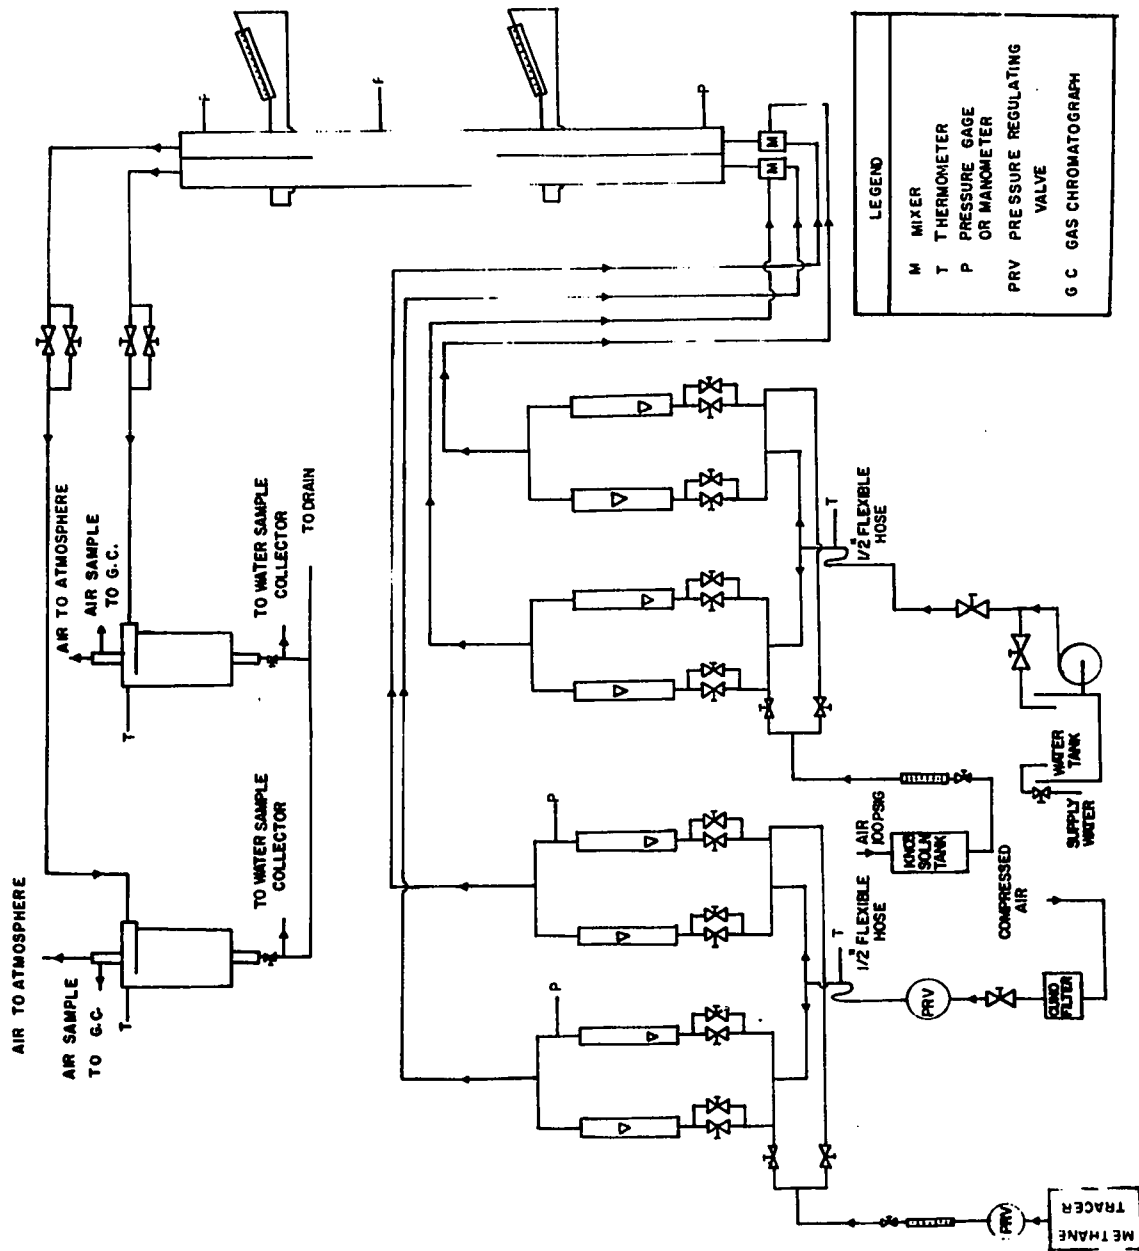 AIR TO ATMOSPHERE
AIR SAMPLE
TO G.C
T
TO WATER SAMPLE
COLLECTOR
AIR TO ATMOSPHERE
AIR SAMPLE
TO G.C.
T
TO WATER SAMPLE
COLLECTOR
TO DRAIN
P
P
P
M
M
P
P
1/2" FLEXIBLE
HOSE
T
PRV
CUNO
FILTER
COMPRESSED
AIR
AIR
100PSIG
KNO3
SOLN
TANK
1/2" FLEXIBLE
HOSE
T
WATER
TANK
SUPPLY
WATER
PRV
METHANE
TRACER
LEGEND
M MIXER
T THERMOMETER
P PRESSURE GAGE
OR MANOMETER
PRV PRESSURE REGULATING
VALVE
G C GAS CHROMATOGRAPH